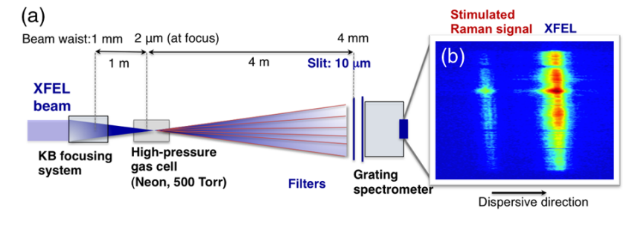 (a)
Beam waist:1 mm 2 μm (at focus) 4 mm
1 m 4 m Slit: 10 μm
XFEL
beam
KB focusing
system
High-pressure
gas cell
(Neon, 500 Torr)
Filters
Grating
spectrometer
Stimulated
Raman signal XFEL
(b)
Dispersive direction